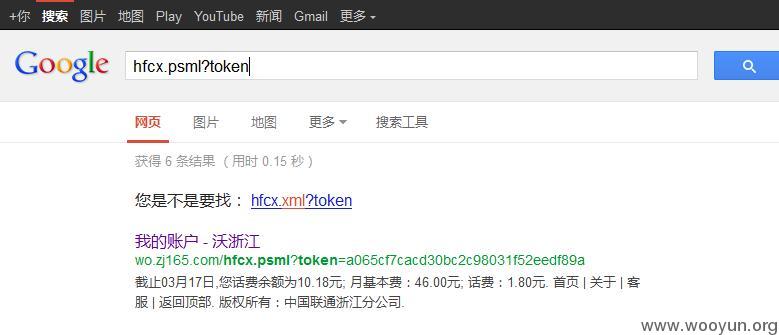 +你 搜索 图片 地图 Play YouTube 新闻 Gmail 更多
Google hfcx.psml?token
网页 图片 地图 更多 搜索工具
获得 6 条结果 （用时 0.15 秒）
您是不是要找： hfcx.xml?token
我的账户 - 沃浙江
wo.zj165.com/hfcx.psml?token=a065cf7cacd30bc2c98031f52eedf89a
截止03月17日,您话费余额为10.18元; 月基本费：46.00元; 话费：1.80元. 首页 | 关于 | 客
服 | 返回顶部. 版权所有：中国联通浙江分公司.
www.wooyun.org